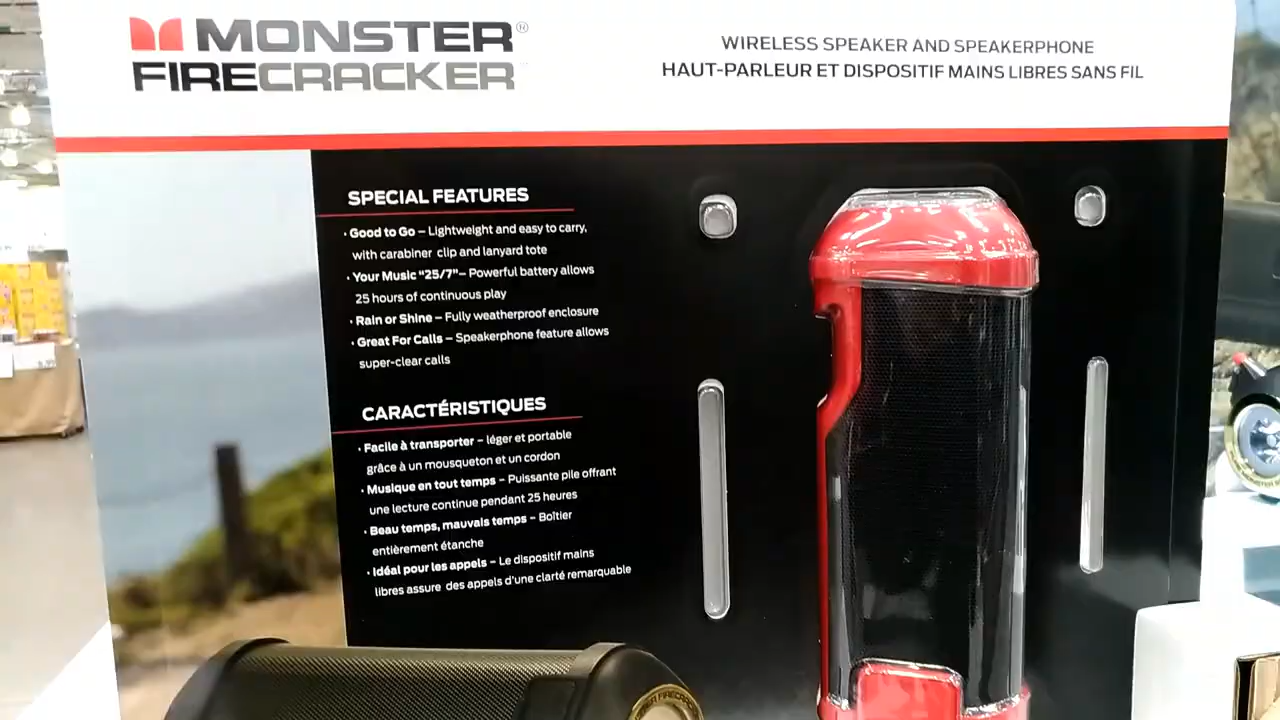 MONSTER®
FIRECRACKER
WIRELESS SPEAKER AND SPEAKERPHONE
HAUT-PARLEUR ET DISPOSITIF MAINS LIBRES SANS FIL
SPECIAL FEATURES
• Good to Go – Lightweight and easy to carry,
with carabiner clip and lanyard tote
• Your Music "25/7"– Powerful battery allows
25 hours of continuous play
• Rain or Shine – Fully weatherproof enclosure
• Great For Calls – Speakerphone feature allows
super-clear calls
CARACTÉRISTIQUES
• Facile à transporter – léger et portable
grâce à un mousqueton et un cordon
• Musique en tout temps – Puissante pile offrant
une lecture continue pendant 25 heures
• Beau temps, mauvais temps – Boîtier
entièrement étanche
• Idéal pour les appels – Le dispositif mains
libres assure des appels d'une clarté remarquable